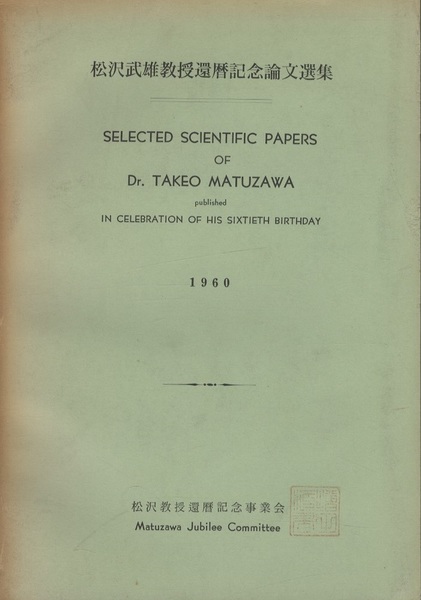 松沢武雄教授還暦記念論文選集
SELECTED SCIENTIFIC PAPERS
OF
Dr. TAKEO MATUZAWA
published
IN CELEBRATION OF HIS SIXTIETH BIRTHDAY
1960
松沢教授還暦記念事業会
Matuzawa Jubilee Committee